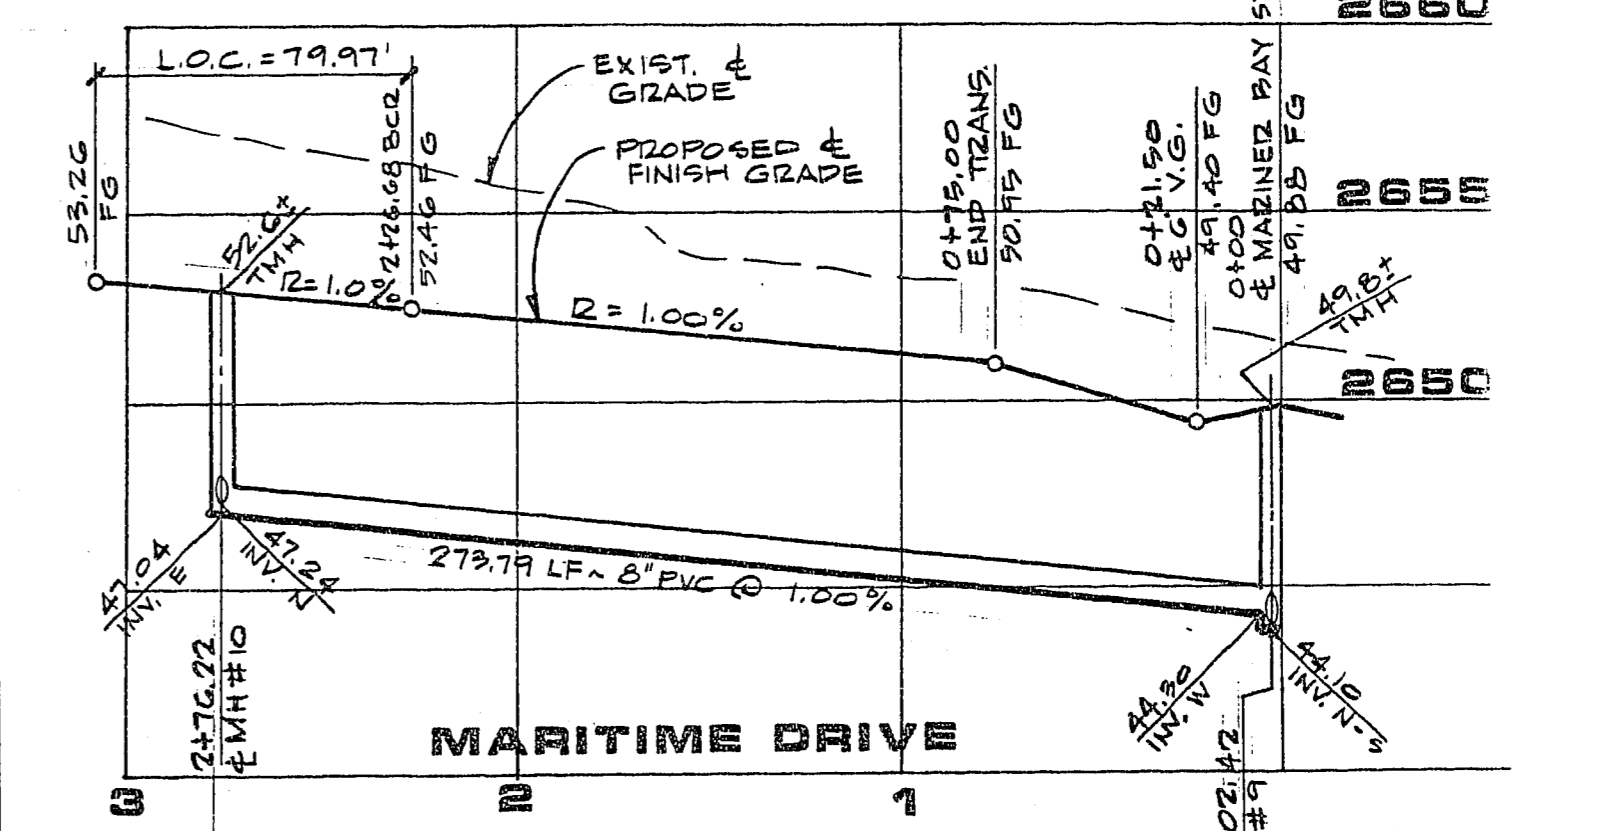 2660
L.O.C. = 79.97'
EXIST. ℄
GRADE
PROPOSED ℄
FINISH GRADE
53.26
FG
52.6±
TMH
2+26.68 BCR
52.46 FG
R=1.0%
R = 1.00%
0+75.00
END TRANS.
50.95 FG
0+21.50
℄ 6' V.G.
49.40 FG
0+00
℄ MARINER BAY ST
49.88 FG
2655
49.8±
TMH
2650
47.04
INV. E
47.24
INV. N
273.79 LF~ 8" PVC @ 1.00%
2+76.22
℄ MH #10
44.30
INV. W
44.10
INV. N-S
02.42
#9
MARITIME DRIVE
3 2 1